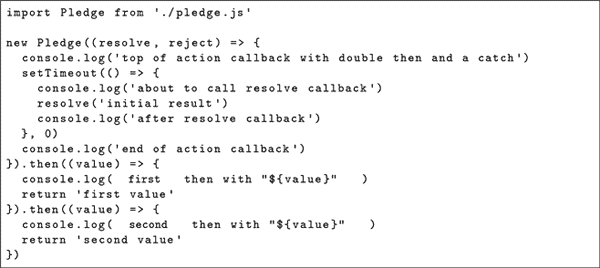 import Pledge from './pledge.js'
new Pledge((resolve, reject) => {
console.log('top of action callback with double then and a catch')
setTimeout(() => {
console.log('about to call resolve callback')
resolve('initial result')
console.log('after resolve callback')
}, 0)
console.log('end of action callback')
}).then((value) => {
console.log( first then with "${value}" )
return 'first value'
}).then((value) => {
console.log( second then with "${value}" )
return 'second value'
})